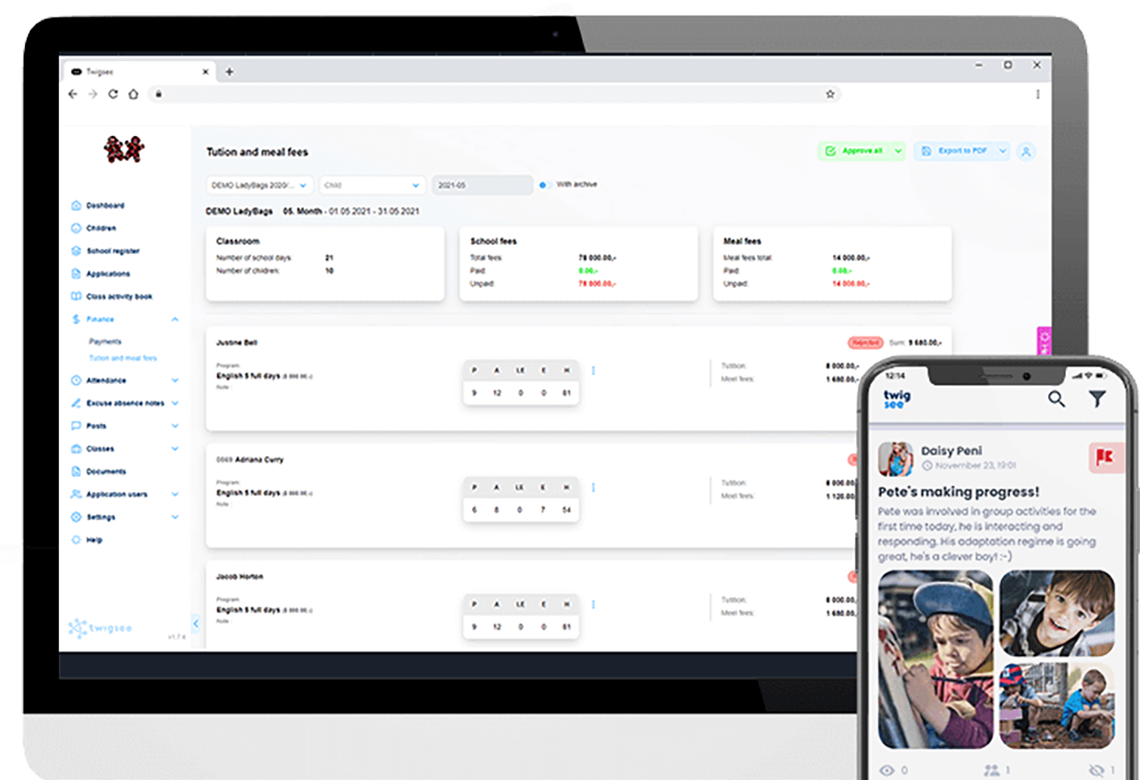 Twigsee
Tution and meal fees
Approve all
Export to PDF
DEMO LadyBags 2020/...
Child
2021-05
With archive
DEMO LadyBags 05. Month - 01.05.2021 - 31.05.2021
Dashboard
Children
School register
Applications
Class activity book
Finance
Payments
Tution and meal fees
Attendance
Excuse absence notes
Posts
Classes
Documents
Application users
Settings
Help
twigsee
v1.7.6
Classroom
Number of school days: 21
Number of children: 10
School fees
Total fees: 78 000.00,-
Paid: 0.00,-
Unpaid: 78 000.00,-
Meal fees
Meal fees total: 14 000.00,-
Paid: 0.00,-
Unpaid: 14 000.00,-
Justine Bell
Rejected Sum: 9 680.00,-
Program:
English 5 full days (8 000.00,-)
Note :
P A LE E H
9 12 0 0 81
Tuition: 8 000.00,-
Meel fees: 1 680.00,-
0669 Adriana Curry
Program:
English 5 full days (8 000.00,-)
Note :
P A LE E H
6 8 0 7 54
Tuition: 8 000.00,
Meel fees: 1 120.00,
Jacob Horton
Program:
English 5 full days (8 000.00,-)
Note :
P A LE E H
9 12 0 0 81
Tuition: 8 000.00,
Meel fees: 1 680.00,
12:14
twig
see
Daisy Peni
November 23, 19:01
Pete's making progress!
Pete was involved in group activities for the
first time today, he is interacting and
responding. His adaptation regime is going
great, he's a clever boy! :-)
0
1
1